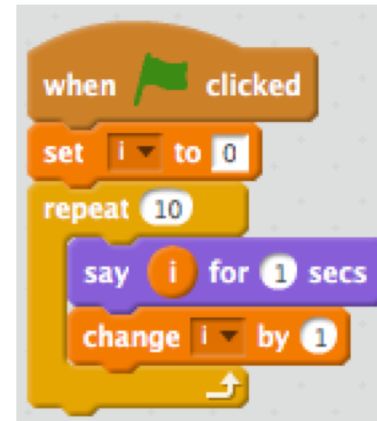 when clicked
set i to 0
repeat 10
say i for 1 secs
change i by 1